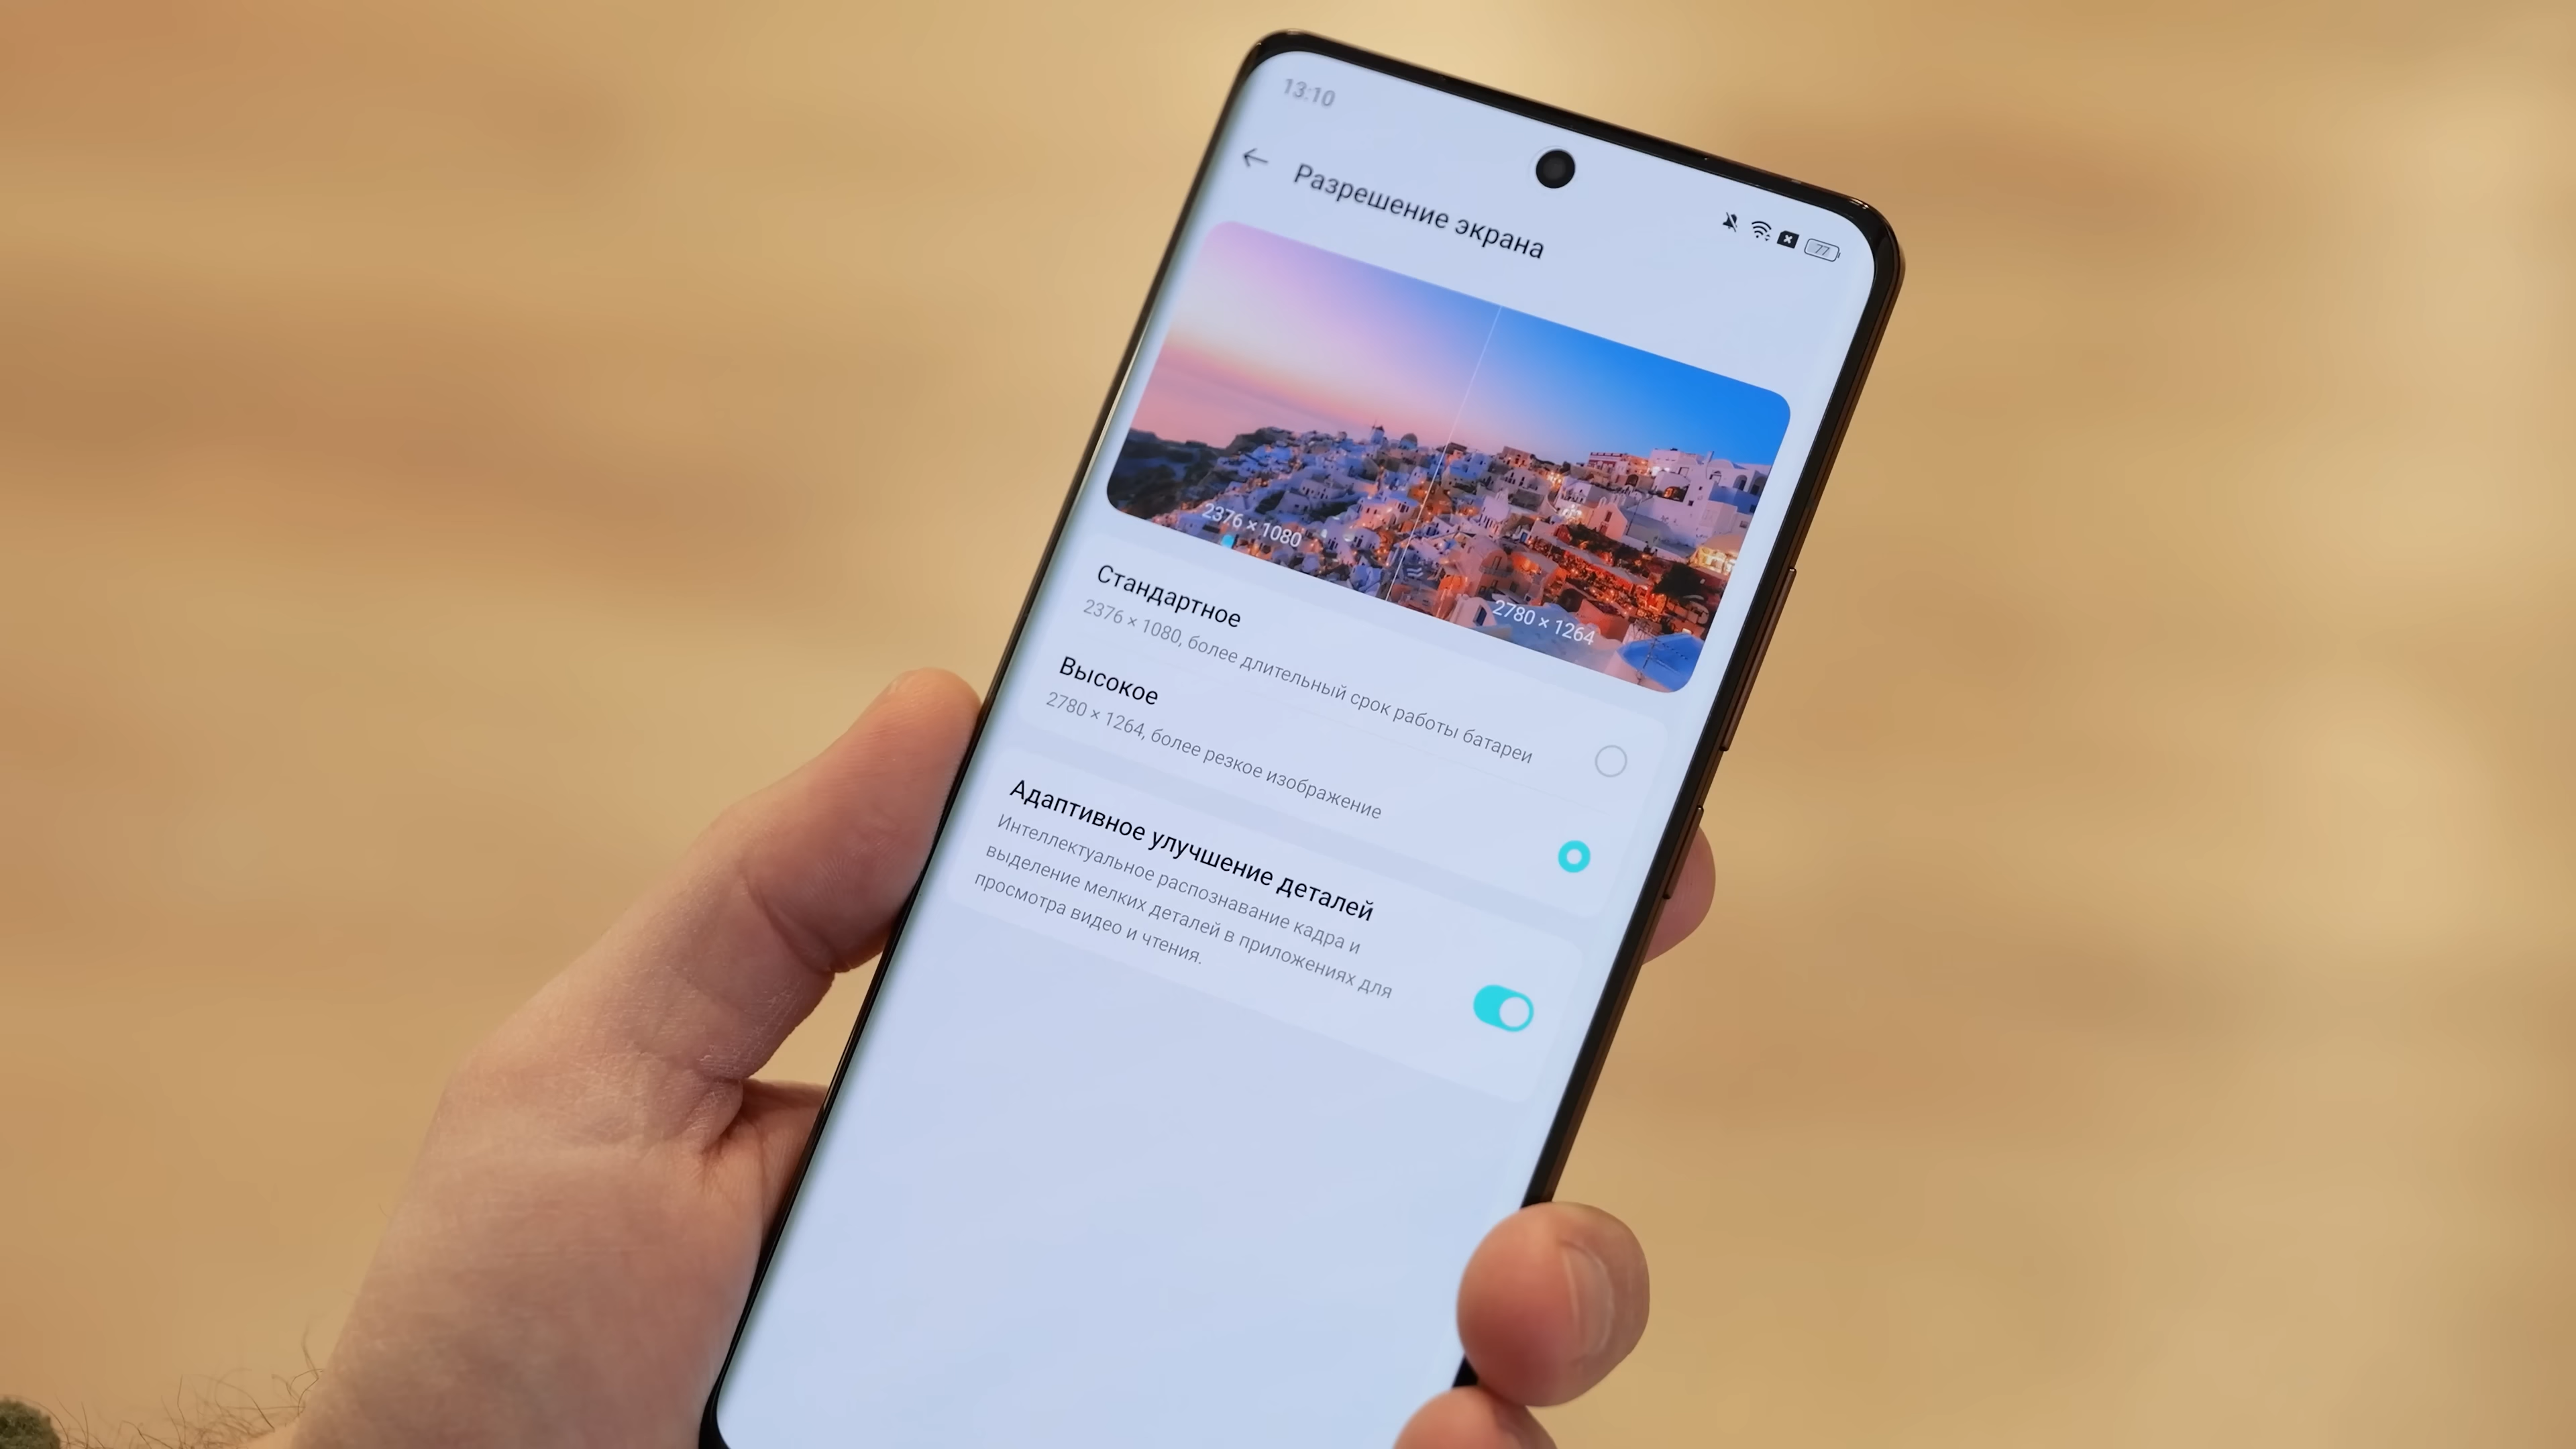 13:10
77
Разрешение экрана
2376 × 1080
2780 × 1264
Стандартное
2376 × 1080, более длительный срок работы батареи
Высокое
2780 × 1264, более резкое изображение
Адаптивное улучшение деталей
Интеллектуальное распознавание кадра и
выделение мелких деталей в приложениях для
просмотра видео и чтения.